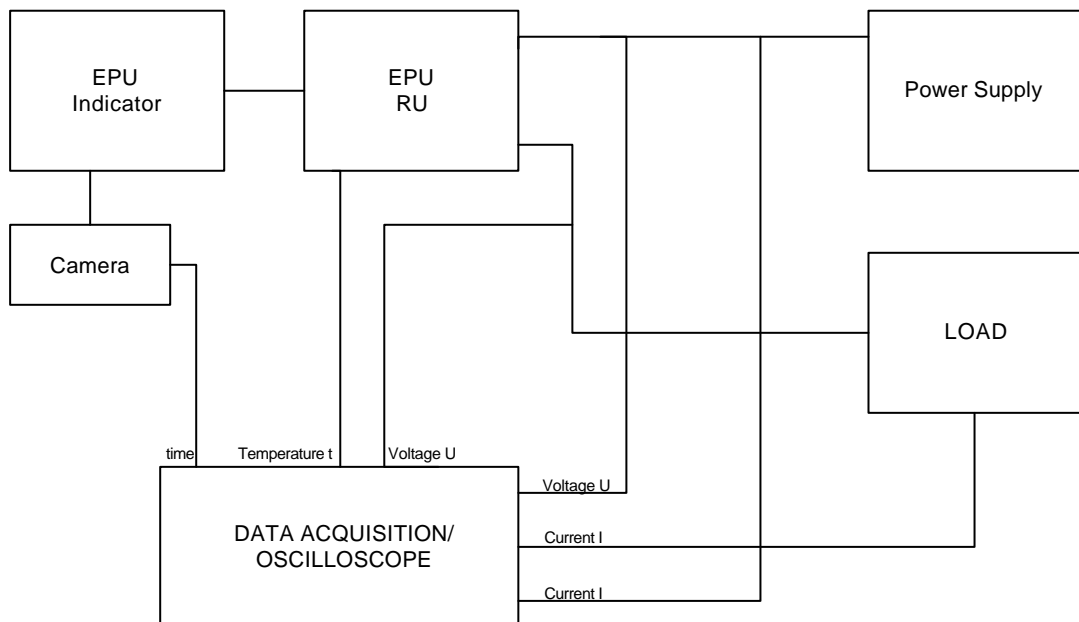 EPU
Indicator
EPU
RU
Power Supply
Camera
LOAD
time
Temperature t
Voltage U
Voltage U
DATA ACQUISITION/
OSCILLOSCOPE
Current I
Current I